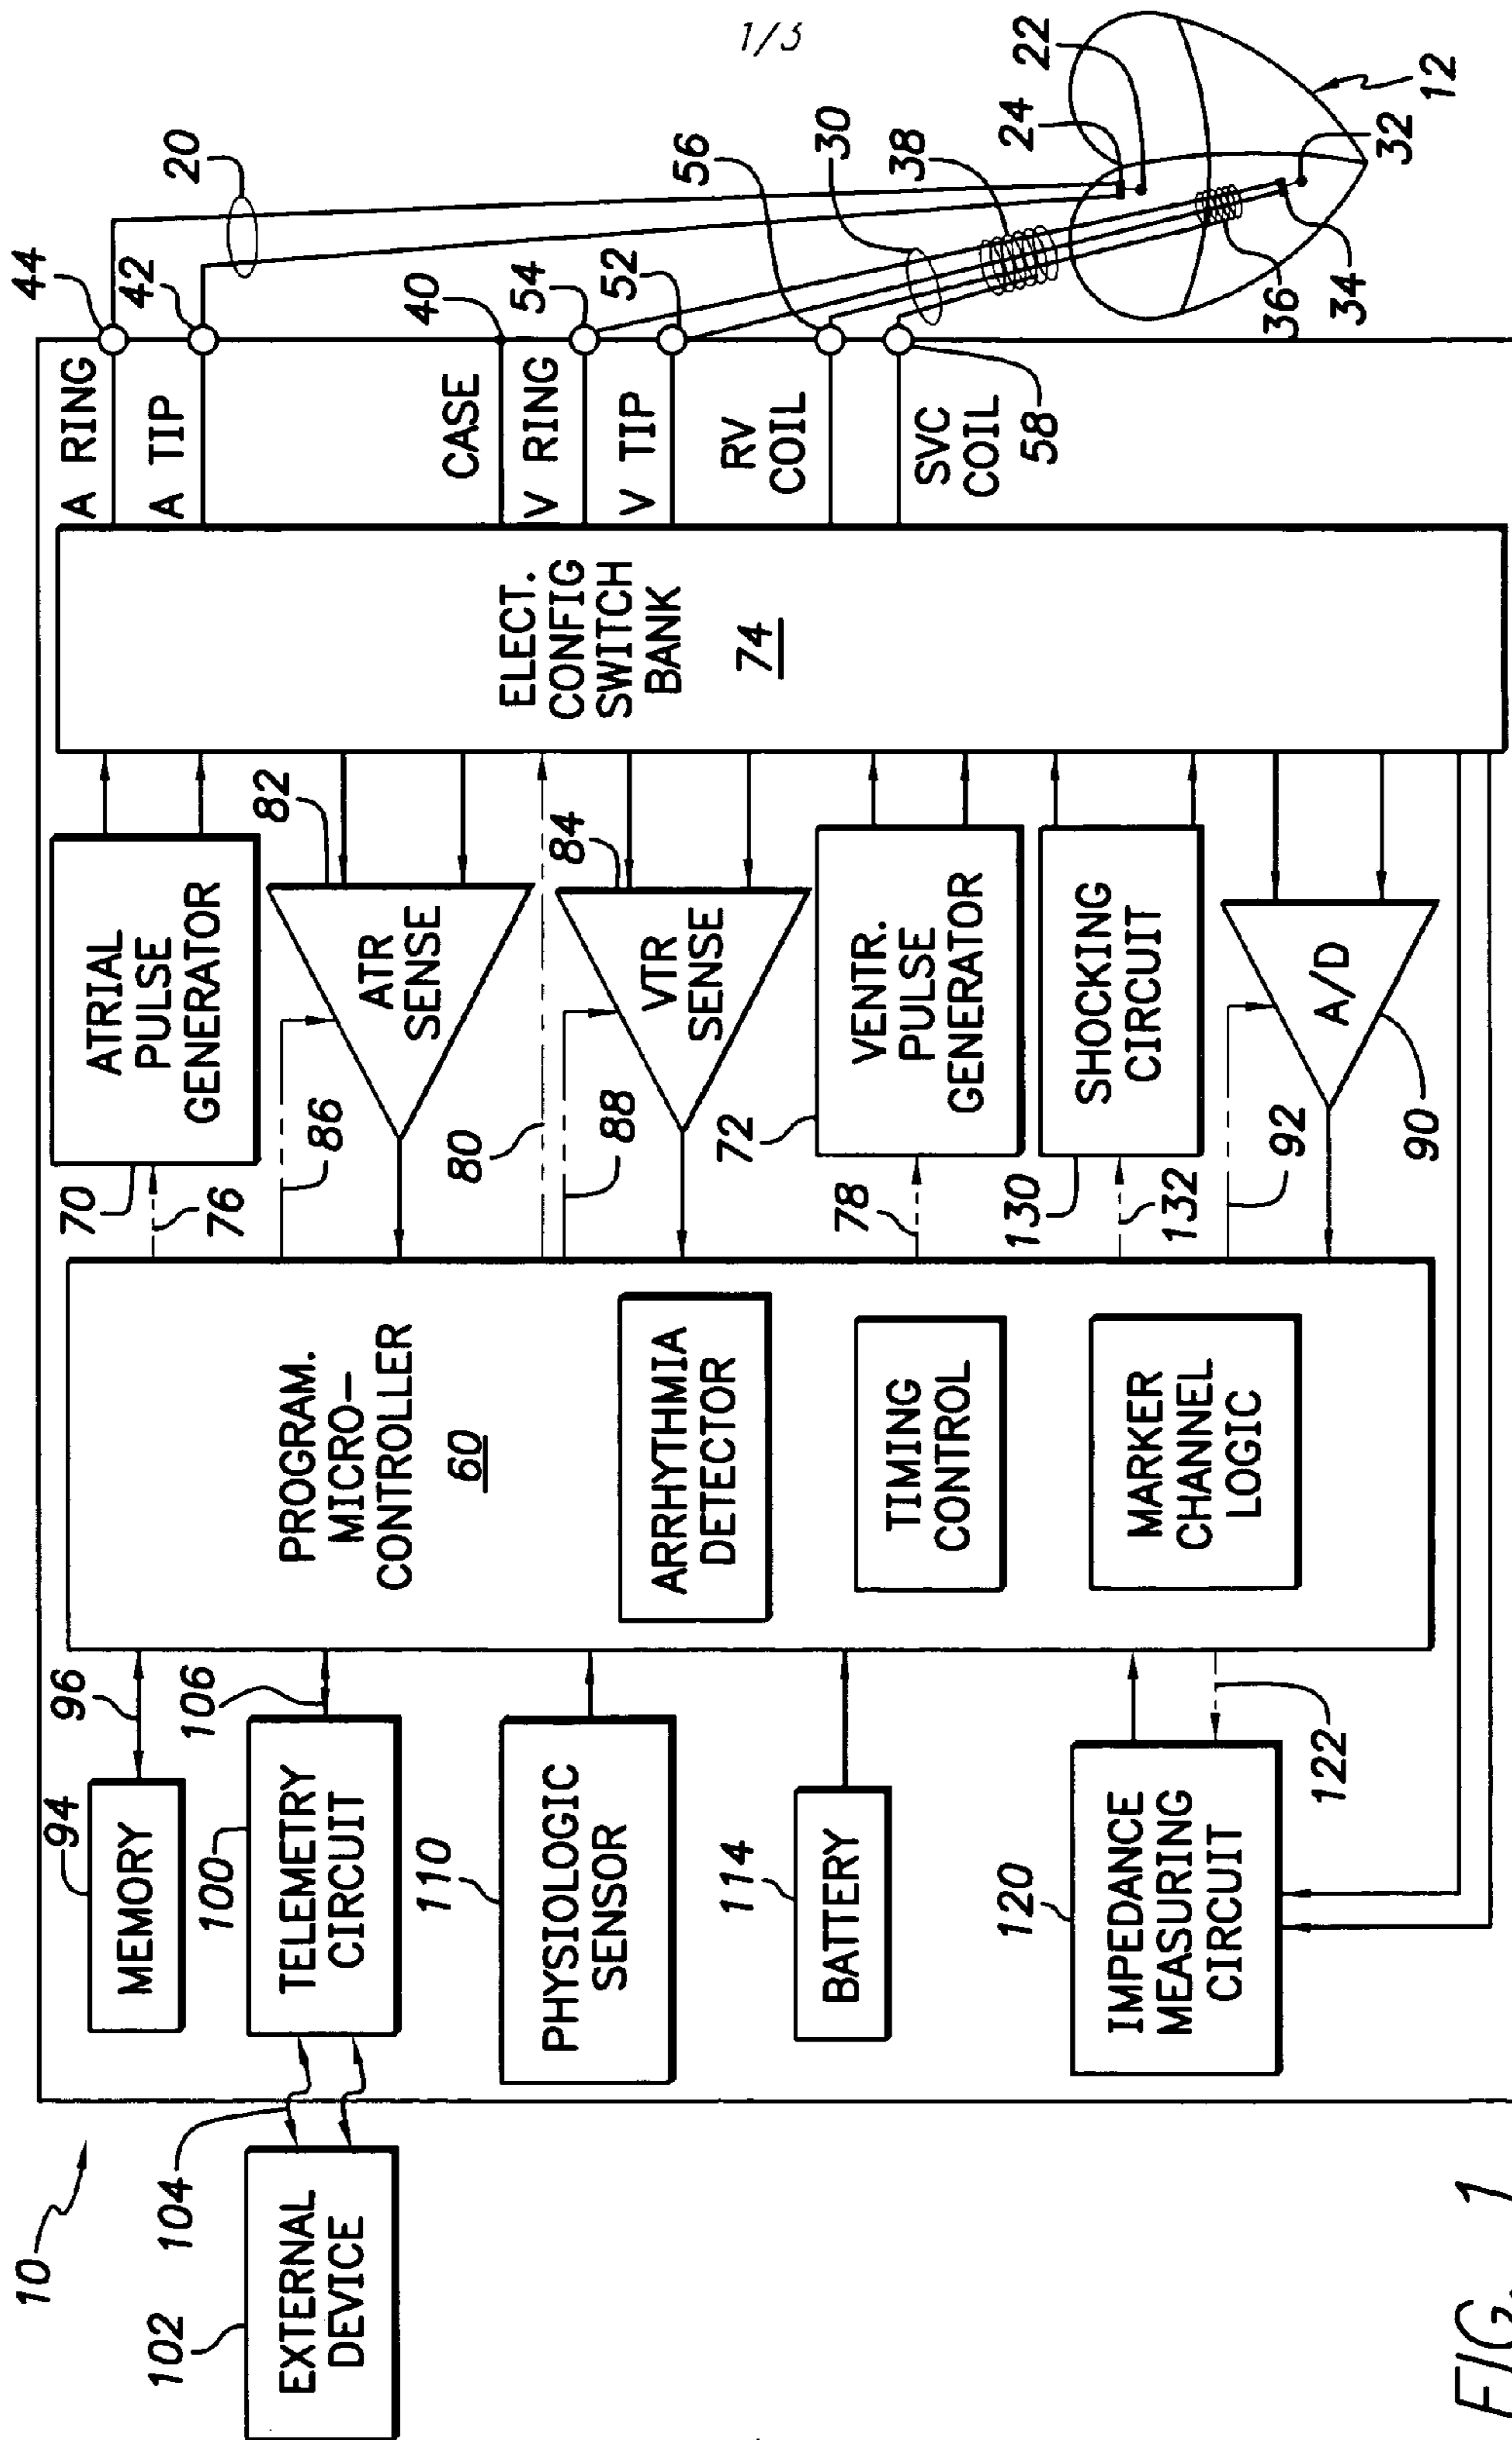 1/3
10
102
EXTERNAL
DEVICE
104
94
MEMORY
96
100
TELEMETRY
CIRCUIT
106
110
PHYSIOLOGIC
SENSOR
114
BATTERY
120
IMPEDANCE
MEASURING
CIRCUIT
122
PROGRAM.
MICRO-
CONTROLLER
60
ARRHYTHMIA
DETECTOR
TIMING
CONTROL
MARKER
CHANNEL
LOGIC
70
76
ATRIAL
PULSE
GENERATOR
86
ATR
SENSE
82
80
88
VTR
SENSE
84
72
78
VENTR.
PULSE
GENERATOR
130
132
SHOCKING
CIRCUIT
92
A/D
90
ELECT.
CONFIG
SWITCH
BANK
74
A RING
44
A TIP
42
CASE
40
V RING
54
V TIP
52
RV
COIL
56
SVC
COIL
58
20
30
38
24
22
36
34
32
12
FIG. 1